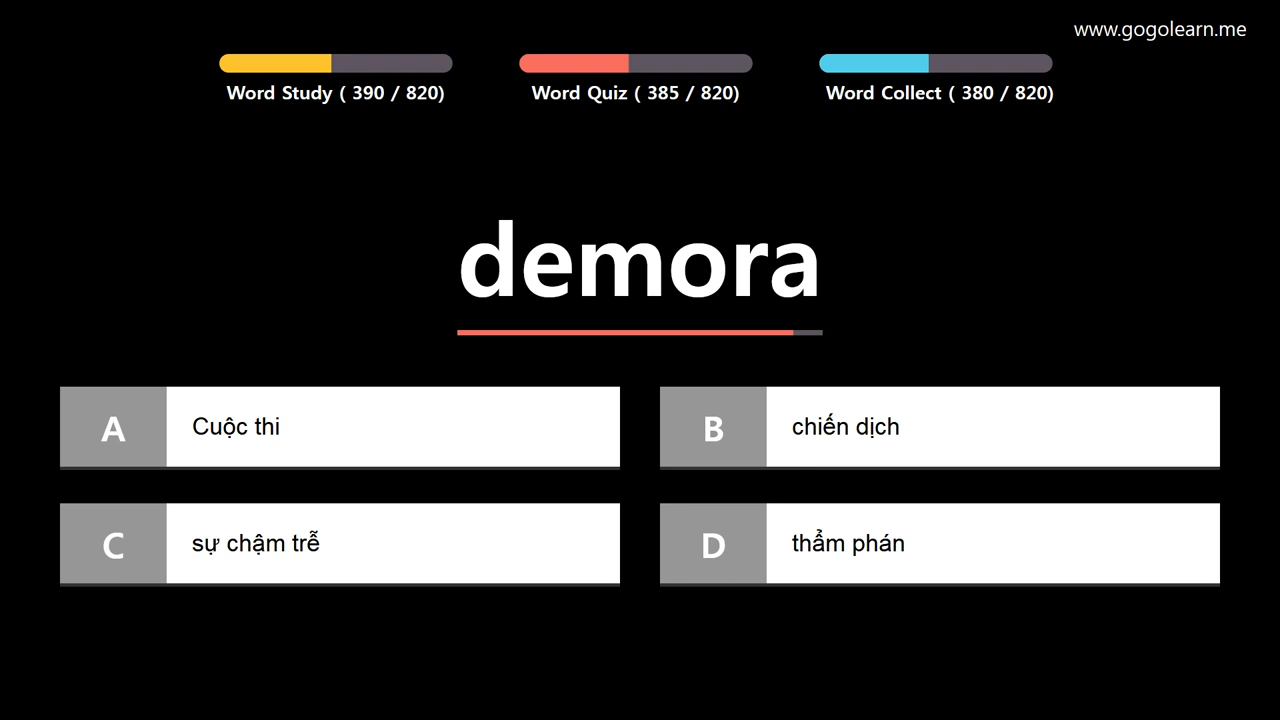 www.gogolearn.me
Word Study ( 390 / 820)
Word Quiz ( 385 / 820)
Word Collect ( 380 / 820)
demora
A Cuộc thi
B chiến dịch
C sự chậm trễ
D thẩm phán